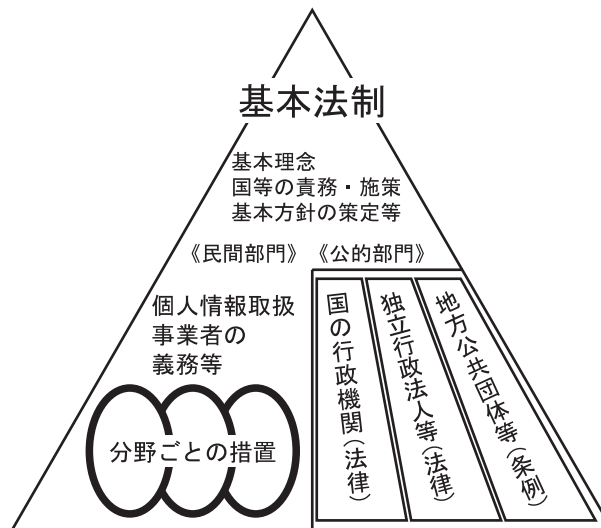 基本法制
基本理念
国等の責務・施策
基本方針の策定等
《民間部門》
《公的部門》
個人情報取扱
事業者の
義務等
分野ごとの措置
国の行政機関(法律)
独立行政法人等(法律)
地方公共団体等(条例)